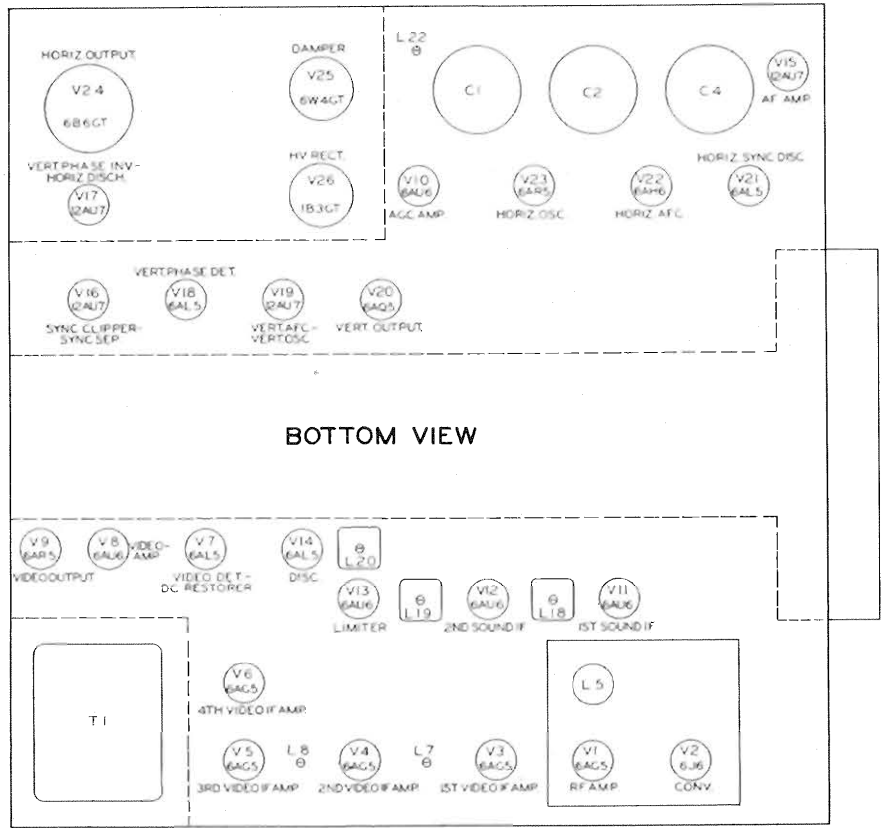 HORIZ OUTPUT.
V24
6B6GT
DAMPER
V25
6W4GT
L22
C1
C2
C4
V15
12AU7
AF AMP.
VERT PHASE INV-
HORIZ DISCH.
V17
12AU7
HV RECT.
V26
1B3GT
V10
6AU6
AGC AMP
V23
6AR5
HORIZ OSC
V22
6AH6
HORIZ AFC
HORIZ SYNC DISC
V21
6AL5
V16
12AU7
SYNC CLIPPER-
SYNC SEP
VERT.PHASE DET.
V18
6AL5
V19
12AU7
VERT.AFC-
VERT.OSC
V20
6AQ5
VERT OUTPUT.
BOTTOM VIEW
V9
6AR5
VIDEO OUTPUT
V8
6AU6
VIDEO-
AMP
V7
6AL5
VIDEO DET-
DC RESTORER
V14
6AL5
DISC
L20
V13
6AU6
LIMITER
L19
V12
6AU6
2ND SOUND IF
L18
V11
6AU6
1ST SOUND IF
T1
V6
6AG5
4TH VIDEO IF AMP.
L5
V5
6AG5
3RD VIDEO IF AMP
L8
V4
6AG5
2ND VIDEO IF AMP
L7
V3
6AG5
1ST VIDEO IF AMP
V1
6AG5
RF AMP
V2
6J6
CONV.